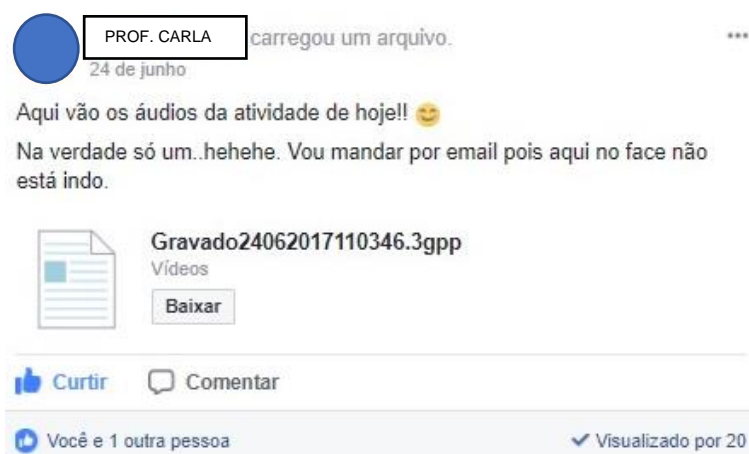 PROF. CARLA carregou um arquivo.
24 de junho
Aqui vão os áudios da atividade de hoje!! 😊
Na verdade só um..hehehe. Vou mandar por email pois aqui no face não
está indo.
Gravado24062017110346.3gpp
Vídeos
Baixar
Curtir Comentar
Você e 1 outra pessoa Visualizado por 20